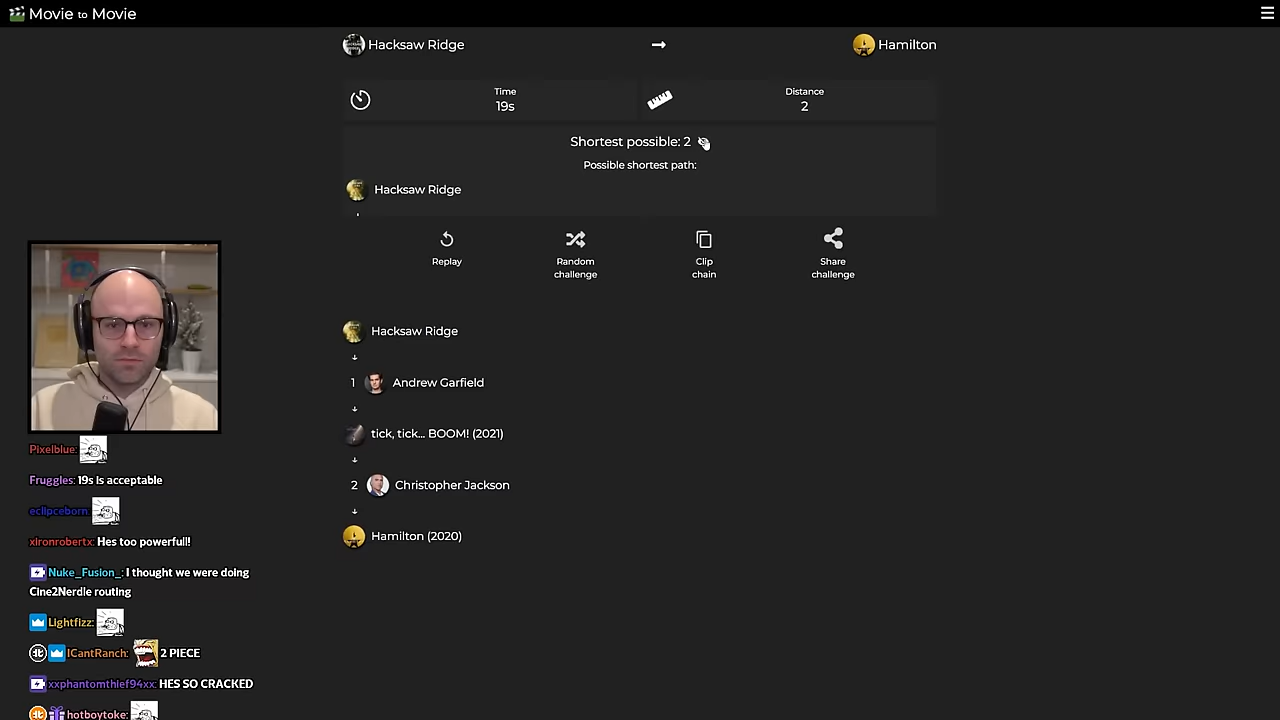 Movie to Movie
Hacksaw Ridge
Hamilton
Time
19s
Distance
2
Shortest possible: 2
Possible shortest path:
Hacksaw Ridge
Replay
Random
challenge
Clip
chain
Share
challenge
Hacksaw Ridge
1 Andrew Garfield
tick, tick... BOOM! (2021)
2 Christopher Jackson
Hamilton (2020)
Pixelblue:
Fruggles: 19s is acceptable
eclipceborn:
xIronrobertx: Hes too powerfull!
Nuke_Fusion_: I thought we were doing
Cine2Nerdle routing
Lightfizz:
ICantRanch: 2 PIECE
xxphantomthief94xx: HES SO CRACKED
hotboytoke: